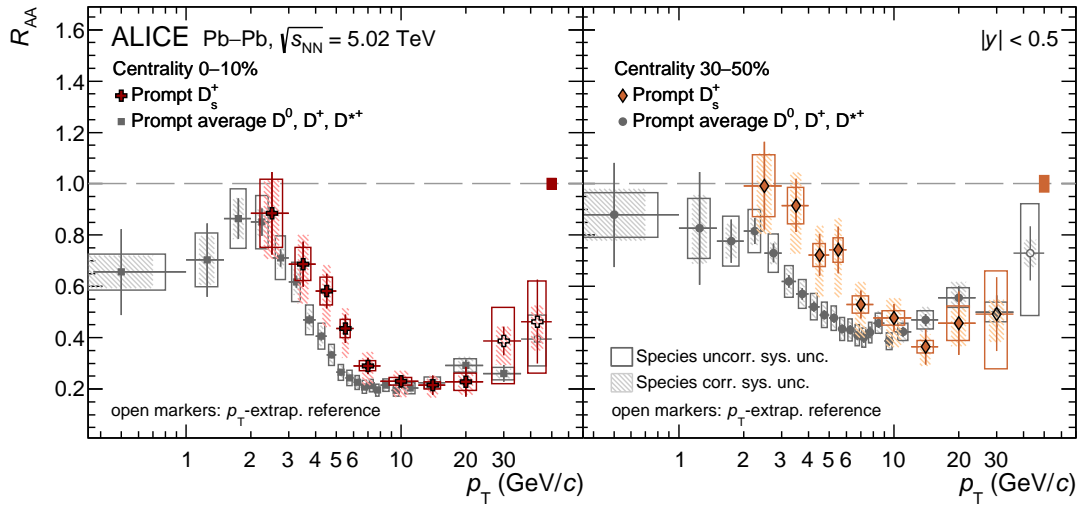 R_AA
1.6
1.4
1.2
1.0
0.8
0.6
0.4
0.2
ALICE Pb–Pb, √s_NN = 5.02 TeV
Centrality 0–10%
Prompt D_s^+
Prompt average D^0, D^+, D^*+
open markers: p_T-extrap. reference
1 2 3 4 5 6 10 20 30
p_T (GeV/c)
|y| < 0.5
Centrality 30–50%
Prompt D_s^+
Prompt average D^0, D^+, D^*+
Species uncorr. sys. unc.
Species corr. sys. unc.
open markers: p_T-extrap. reference
1 2 3 4 5 6 10 20 30
p_T (GeV/c)